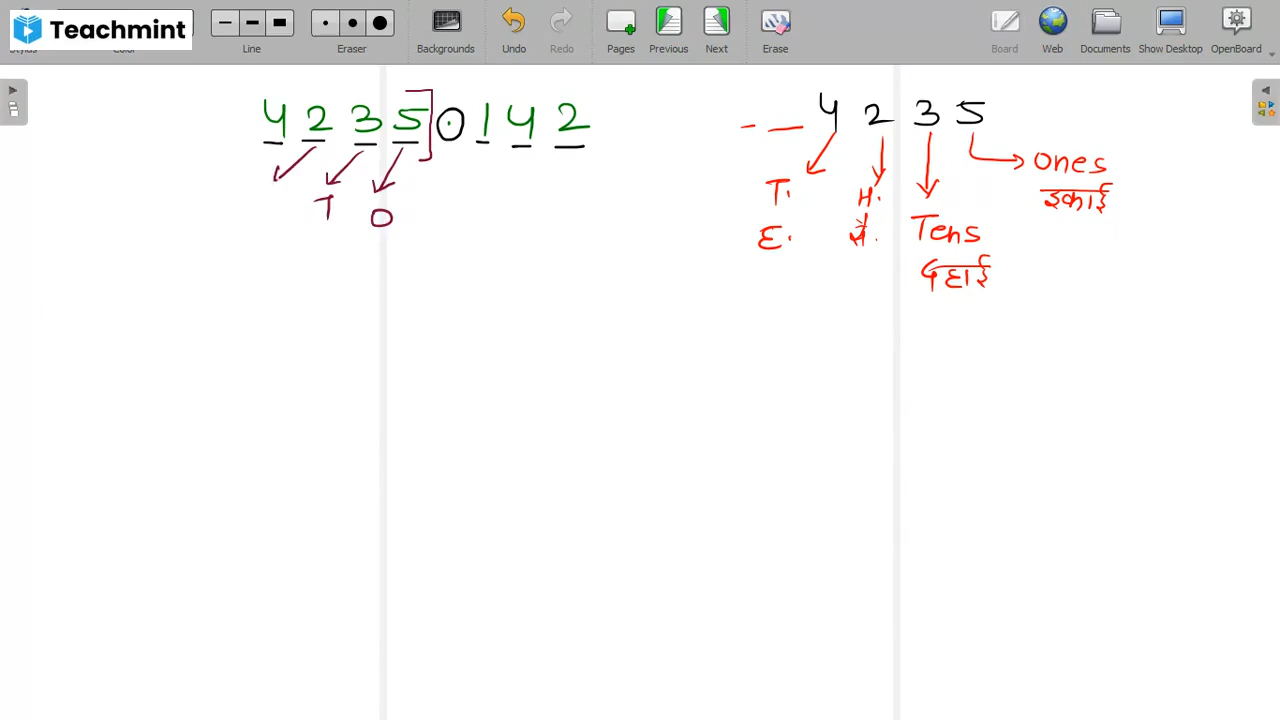 Teachmint
Color Line Eraser Backgrounds Undo Redo Pages Previous Next Erase Board Web Documents Show Desktop OpenBoard
4 2 3 5 ] . 1 4 2
T O
4 2 3 5
Ones
इकाई
T. H.
Tens
दहाई